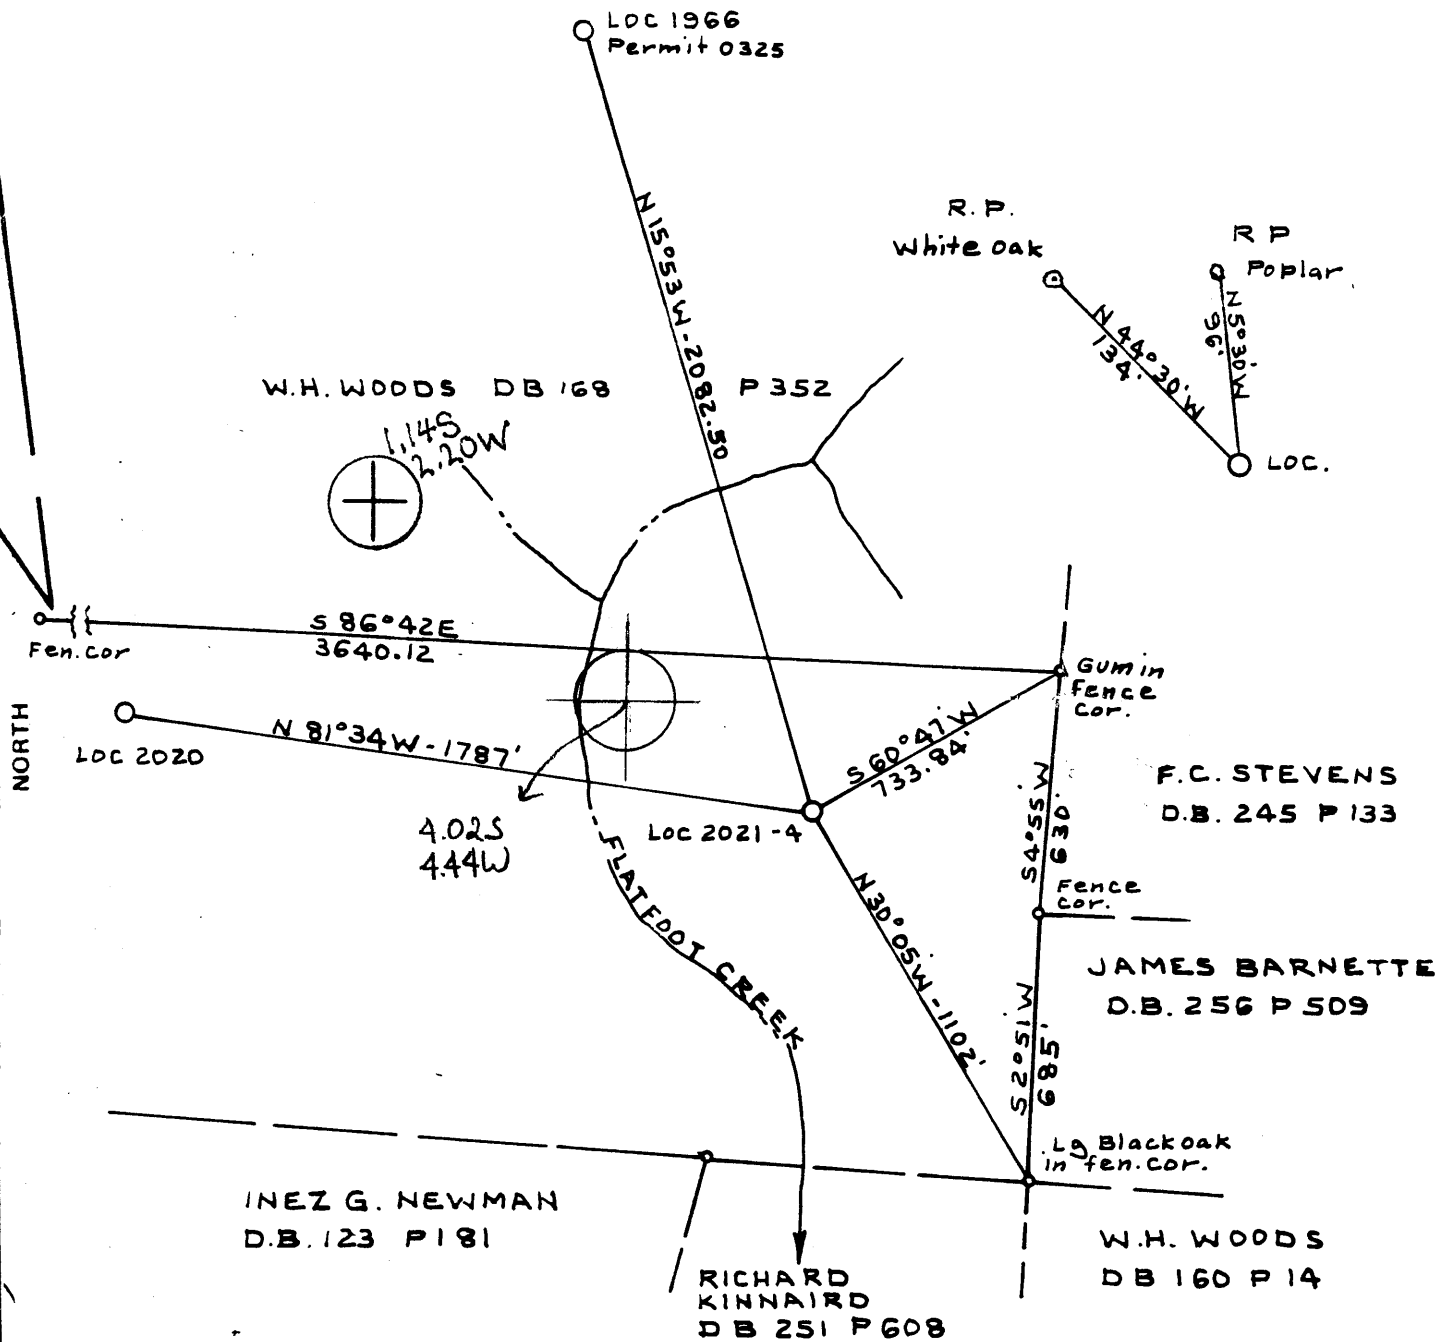 LOC 1966
Permit 0325
R.P.
White oak
R P
Poplar
N 15°53 W - 2082.50
N 44°30' W
134'
N 5°30' W
96'
LOC.
W.H. WOODS DB 168 P 352
1.14S
2.20W
S 86°42E
3640.12
Fen.cor
Gum in
Fence
Cor.
NORTH
LOC 2020
N 81°34W - 1787'
S 60°47' W
733.84'
LOC 2021-4
4.02S
4.44W
F.C. STEVENS
D.B. 245 P 133
S 4°55' W
630'
Fence
Cor.
FLATFOOT CREEK
N 30°05W - 1102'
JAMES BARNETTE
D.B. 256 P 509
S 2°51' W
685'
Lg Black oak
in fen. cor.
INEZ G. NEWMAN
D.B. 123 P 181
RICHARD
KINNAIRD
D B 251 P 608
W.H. WOODS
D B 160 P 14